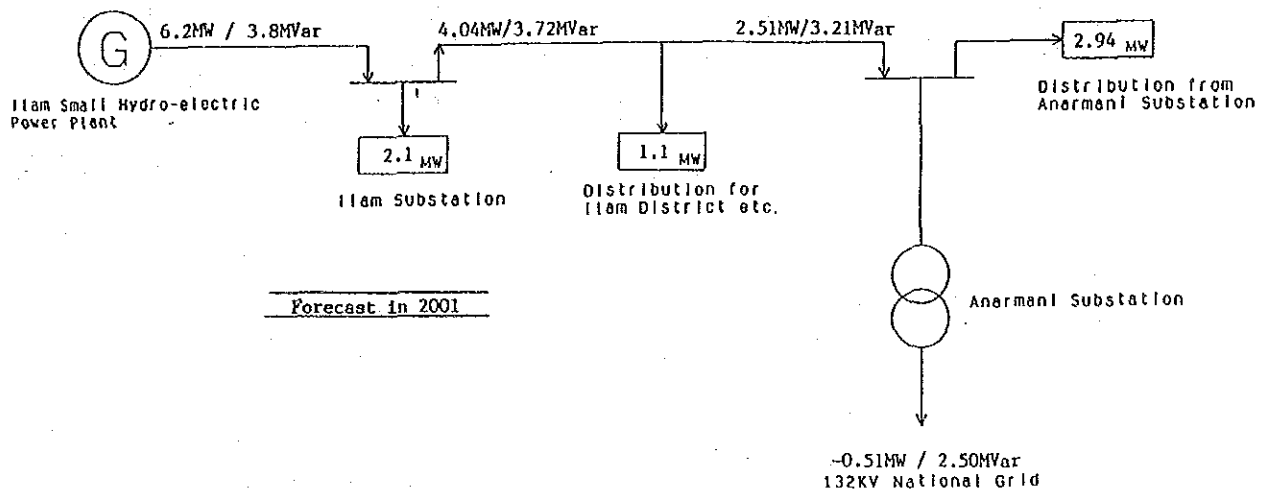 6.2MW / 3.8MVar
4.04MW/3.72MVar
2.51MW/3.21MVar
G
2.94 MW
Ilam Small Hydro-electric
Power Plant
Distribution from
Anarmani Substation
2.1 MW
1.1 MW
Ilam Substation
Distribution for
Ilam District etc.
Forecast in 2001
Anarmani Substation
-0.51MW / 2.50MVar
132KV National Grid